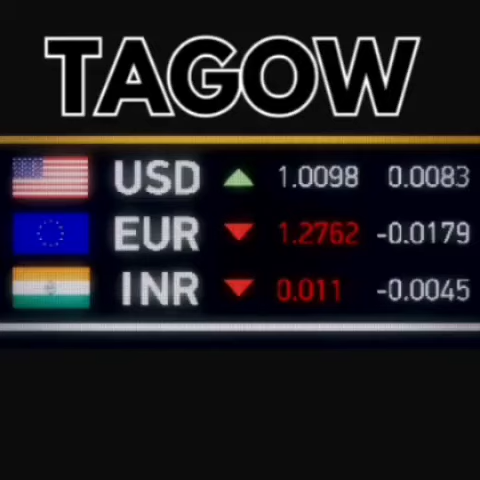 TAGOW
USD ▲ 1.0098 0.0083
EUR ▼ 1.2762 -0.0179
INR ▼ 0.011 -0.0045